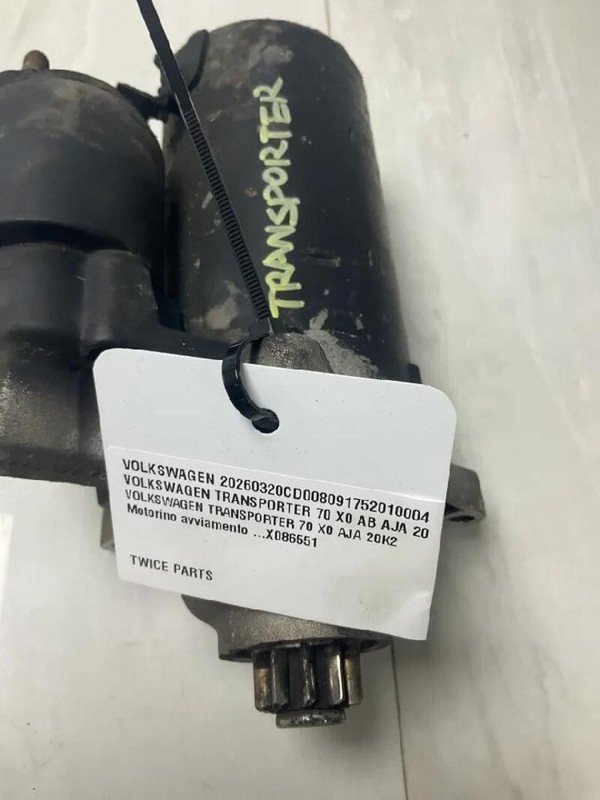 TRANSPORTER
VOLKSWAGEN 20260320CD008091752010004
VOLKSWAGEN TRANSPORTER 70 X0 AB AJA 20
VOLKSWAGEN TRANSPORTER 70 X0 AJA 20K2
Motorino avviamento ...X086551
TWICE PARTS